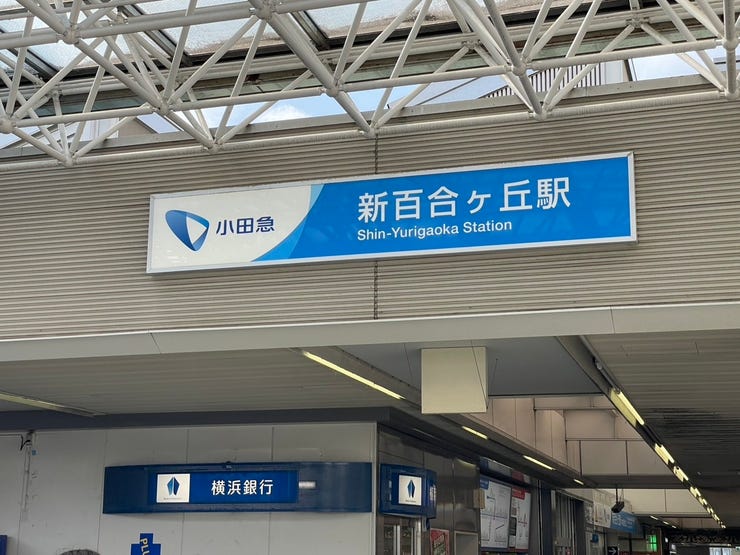 小田急
新百合ヶ丘駅
Shin-Yurigaoka Station
横浜銀行